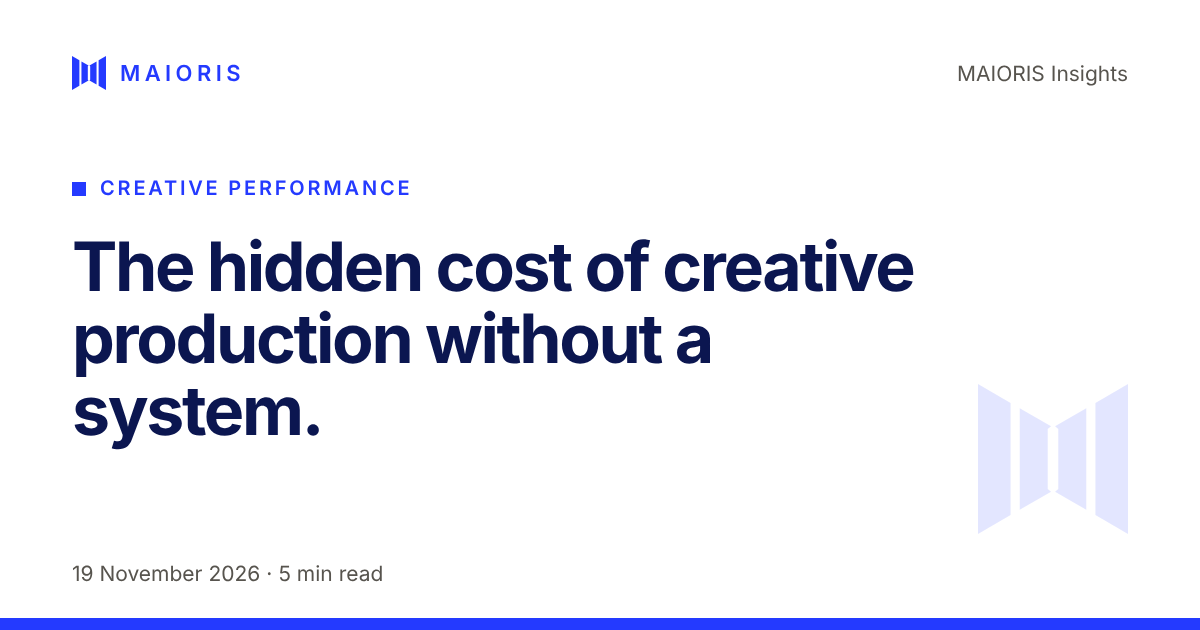 MAIORIS
MAIORIS Insights
CREATIVE PERFORMANCE
The hidden cost of creative
production without a
system.
19 November 2026 · 5 min read